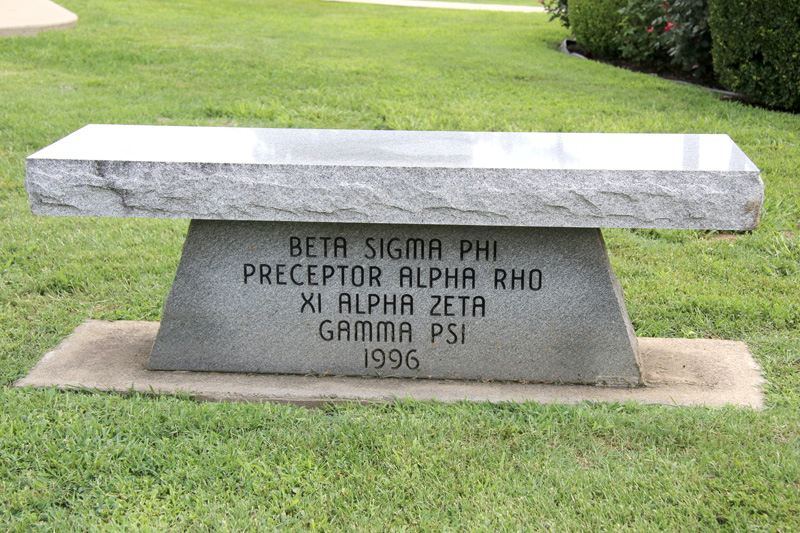 BETA SIGMA PHI
PRECEPTOR ALPHA RHO
XI ALPHA ZETA
GAMMA PSI
1996